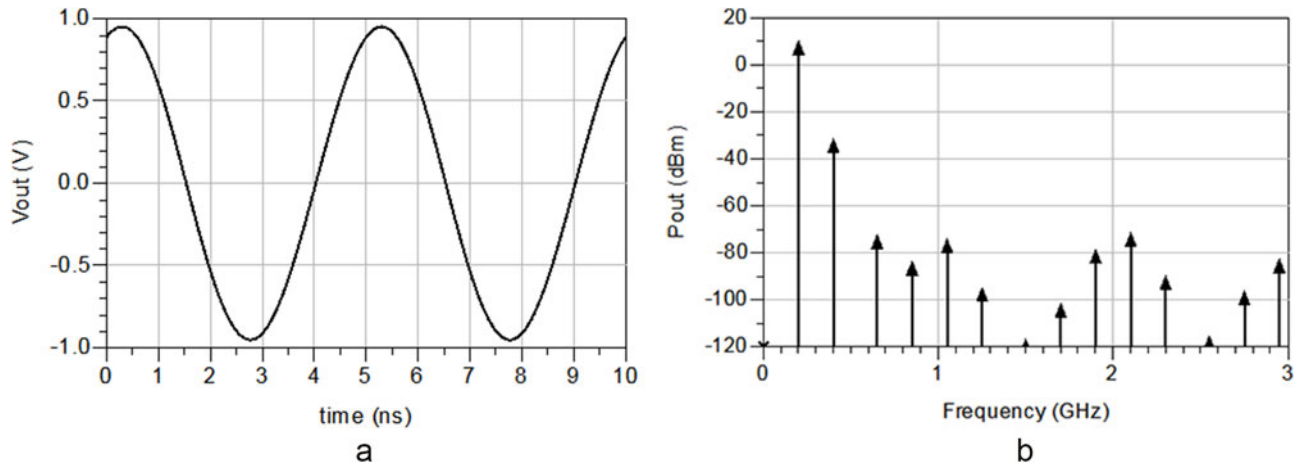 Vout (V)
1.0
0.5
0.0
-0.5
-1.0
0 1 2 3 4 5 6 7 8 9 10
time (ns)
a
Pout (dBm)
20
0
-20
-40
-60
-80
-100
-120
0 1 2 3
Frequency (GHz)
b